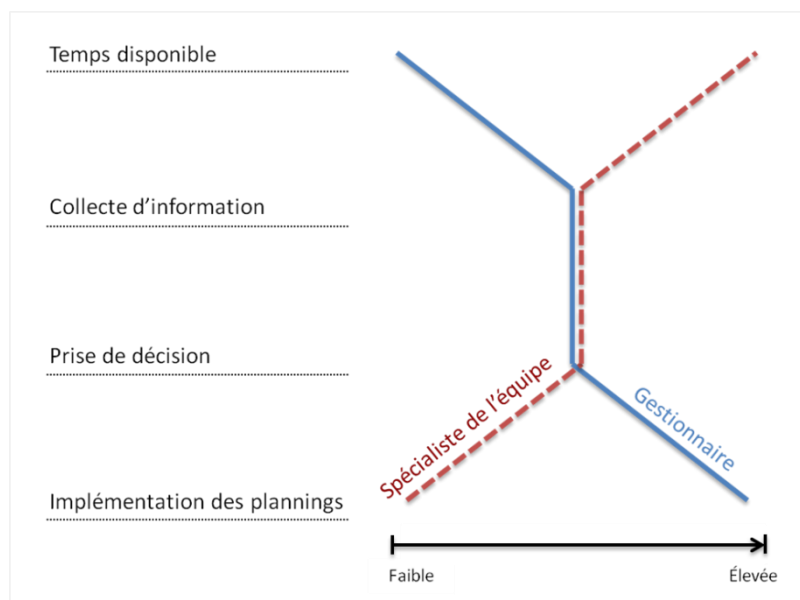 Temps disponible
Collecte d'information
Prise de décision
Spécialiste de l'équipe
Gestionnaire
Implémentation des plannings
Faible
Élevée